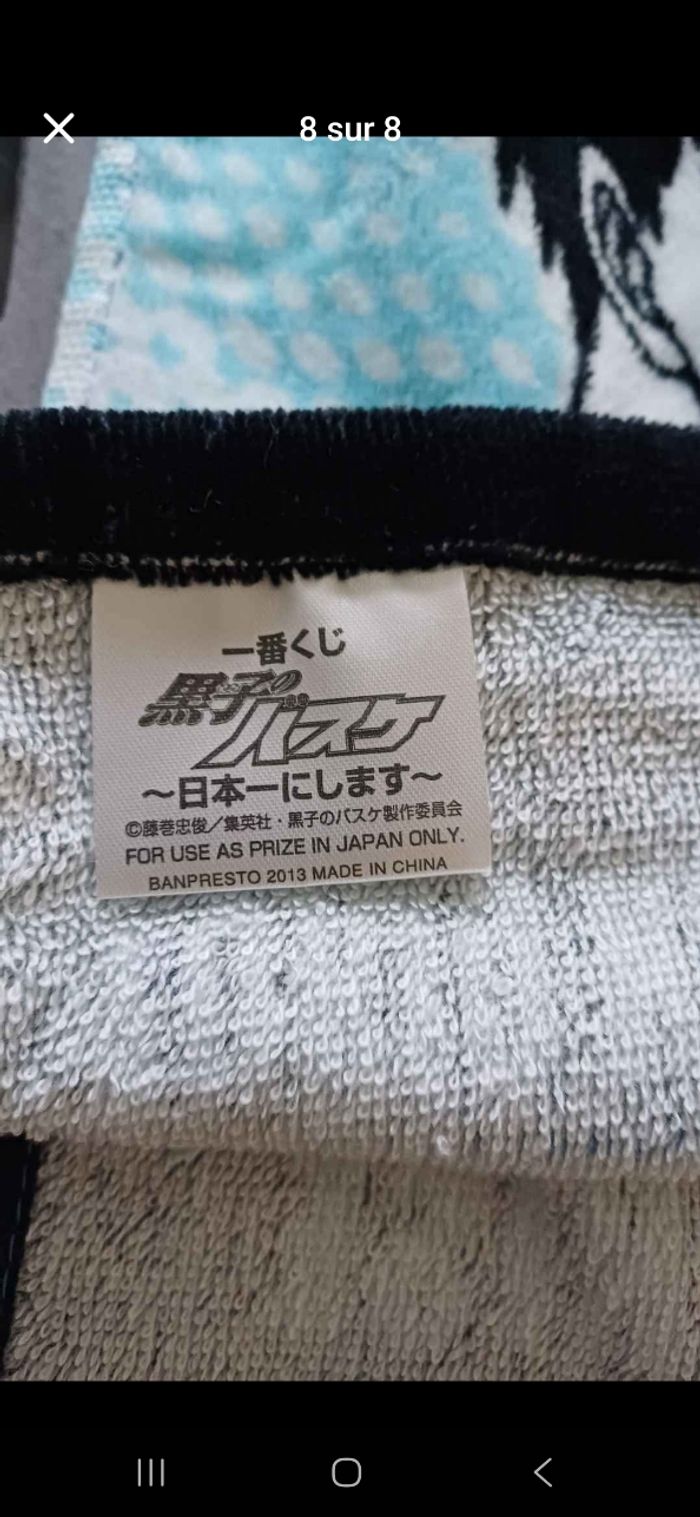 8 sur 8
一番くじ
黒子の
バスケ
～日本一にします～
©藤巻忠俊／集英社・黒子のバスケ製作委員会
FOR USE AS PRIZE IN JAPAN ONLY.
BANPRESTO 2013 MADE IN CHINA